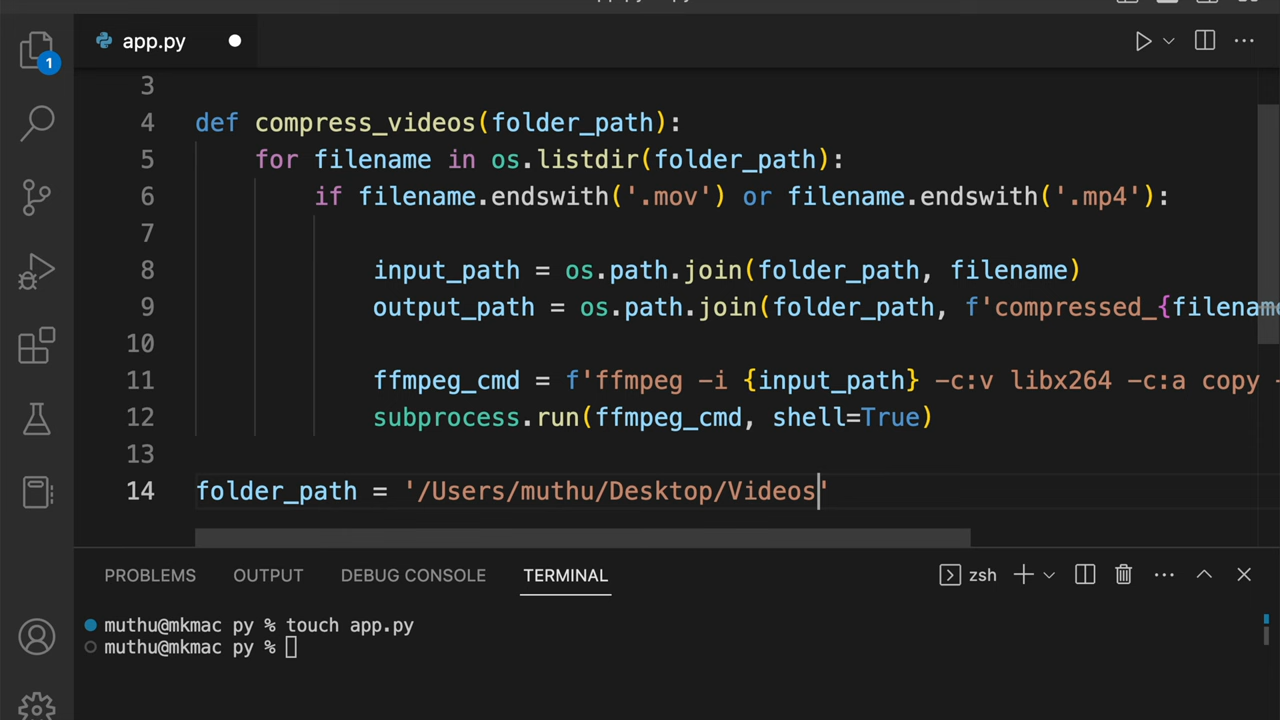 1
app.py
3
4 def compress_videos(folder_path):
5 for filename in os.listdir(folder_path):
6 if filename.endswith('.mov') or filename.endswith('.mp4'):
7
8 input_path = os.path.join(folder_path, filename)
9 output_path = os.path.join(folder_path, f'compressed_{filename
10
11 ffmpeg_cmd = f'ffmpeg -i {input_path} -c:v libx264 -c:a copy
12 subprocess.run(ffmpeg_cmd, shell=True)
13
14 folder_path = '/Users/muthu/Desktop/Videos'
PROBLEMS OUTPUT DEBUG CONSOLE TERMINAL zsh
muthu@mkmac py % touch app.py
muthu@mkmac py %